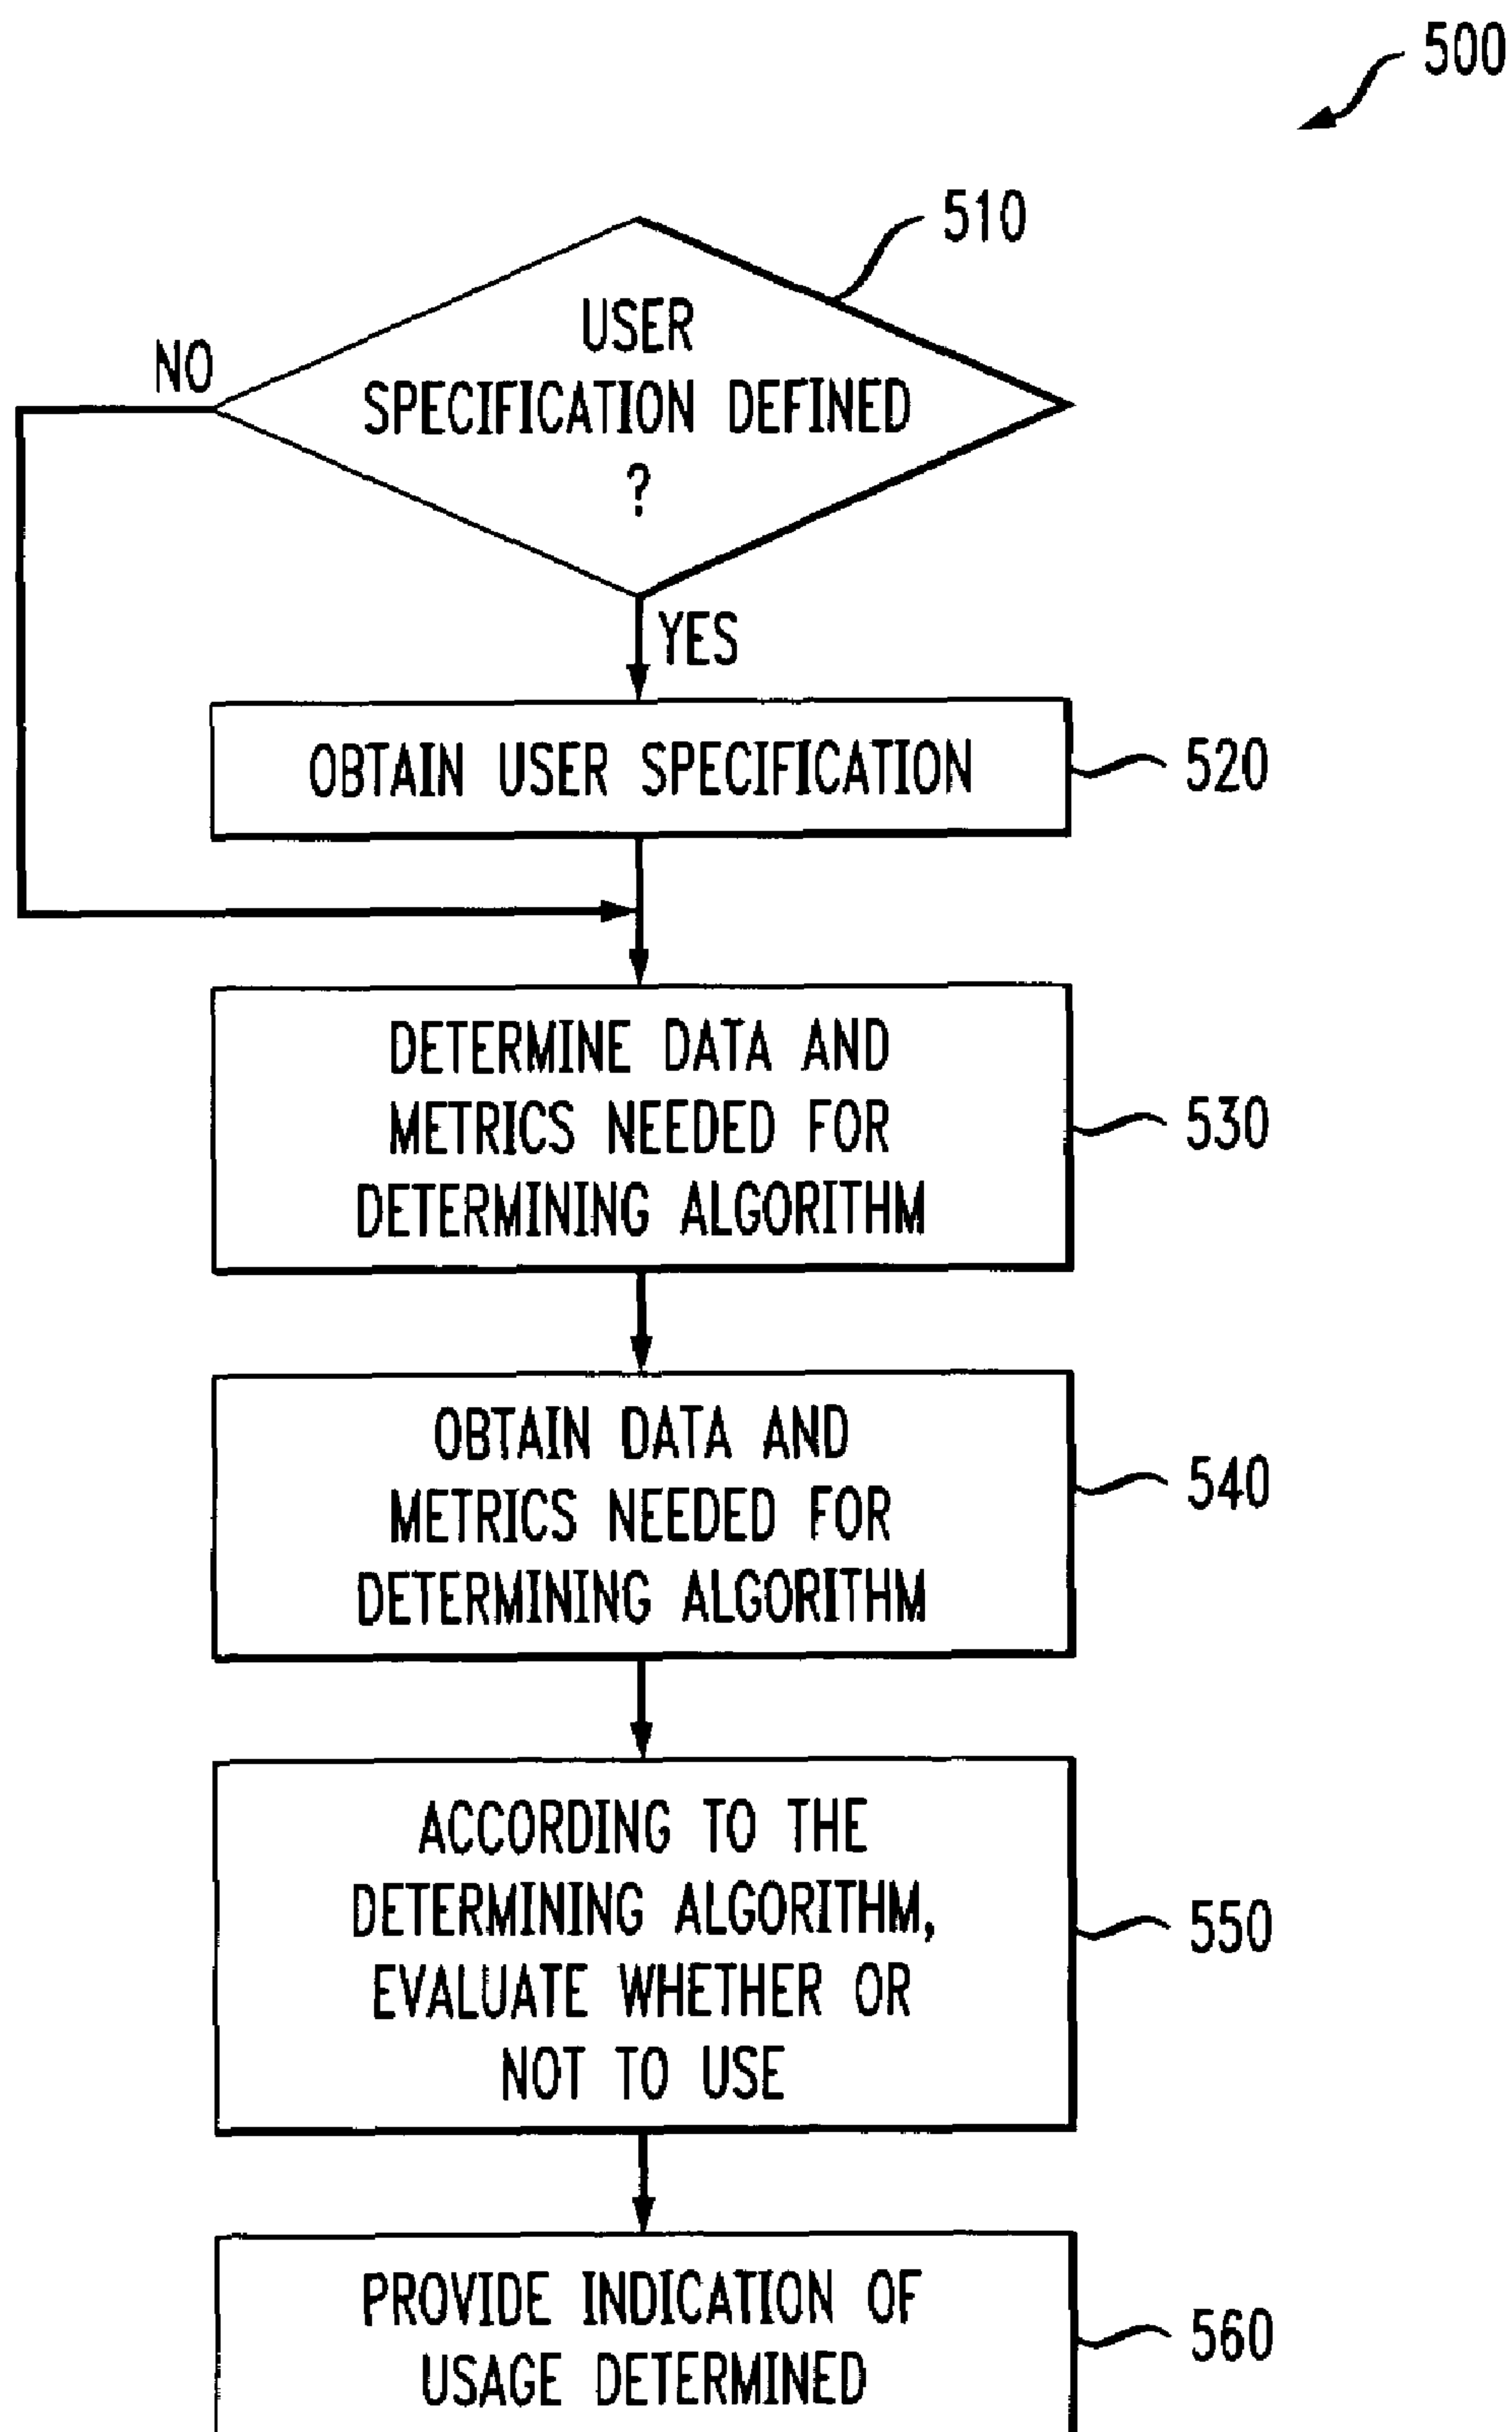 500
510
USER
SPECIFICATION DEFINED
?
NO
YES
OBTAIN USER SPECIFICATION
520
DETERMINE DATA AND
METRICS NEEDED FOR
DETERMINING ALGORITHM
530
OBTAIN DATA AND
METRICS NEEDED FOR
DETERMINING ALGORITHM
540
ACCORDING TO THE
DETERMINING ALGORITHM,
EVALUATE WHETHER OR
NOT TO USE
550
PROVIDE INDICATION OF
USAGE DETERMINED
560